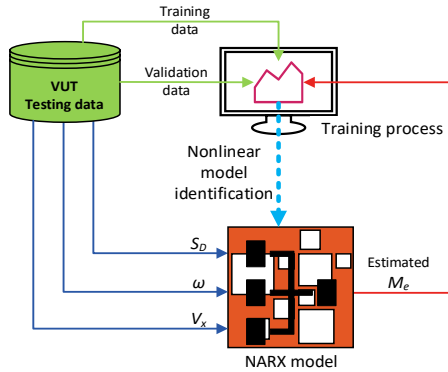 Training
data
VUT
Testing data
Validation
data
Training process
Nonlinear
model
identification
S_D
ω
V_x
Estimated
M_e
NARX model